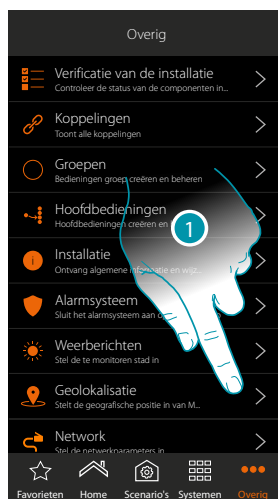 Overig
Verificatie van de installatie
Controleer de status van de componenten in...
Koppelingen
Toont alle koppelingen
Groepen
Bedieningen groep creëren en beheren
Hoofdbedieningen
Hoofdbedieningen creëren en
1
Installatie
Ontvang algemene informatie en wijz...
Alarmsysteem
Sluit het alarmsysteem aan o
Weerberichten
Stel de te monitoren stad in
Geolokalisatie
Stelt de geografische positie in van M...
Network
Stel de netwerkparameters in
Favorieten Home Scenario's Systemen Overig